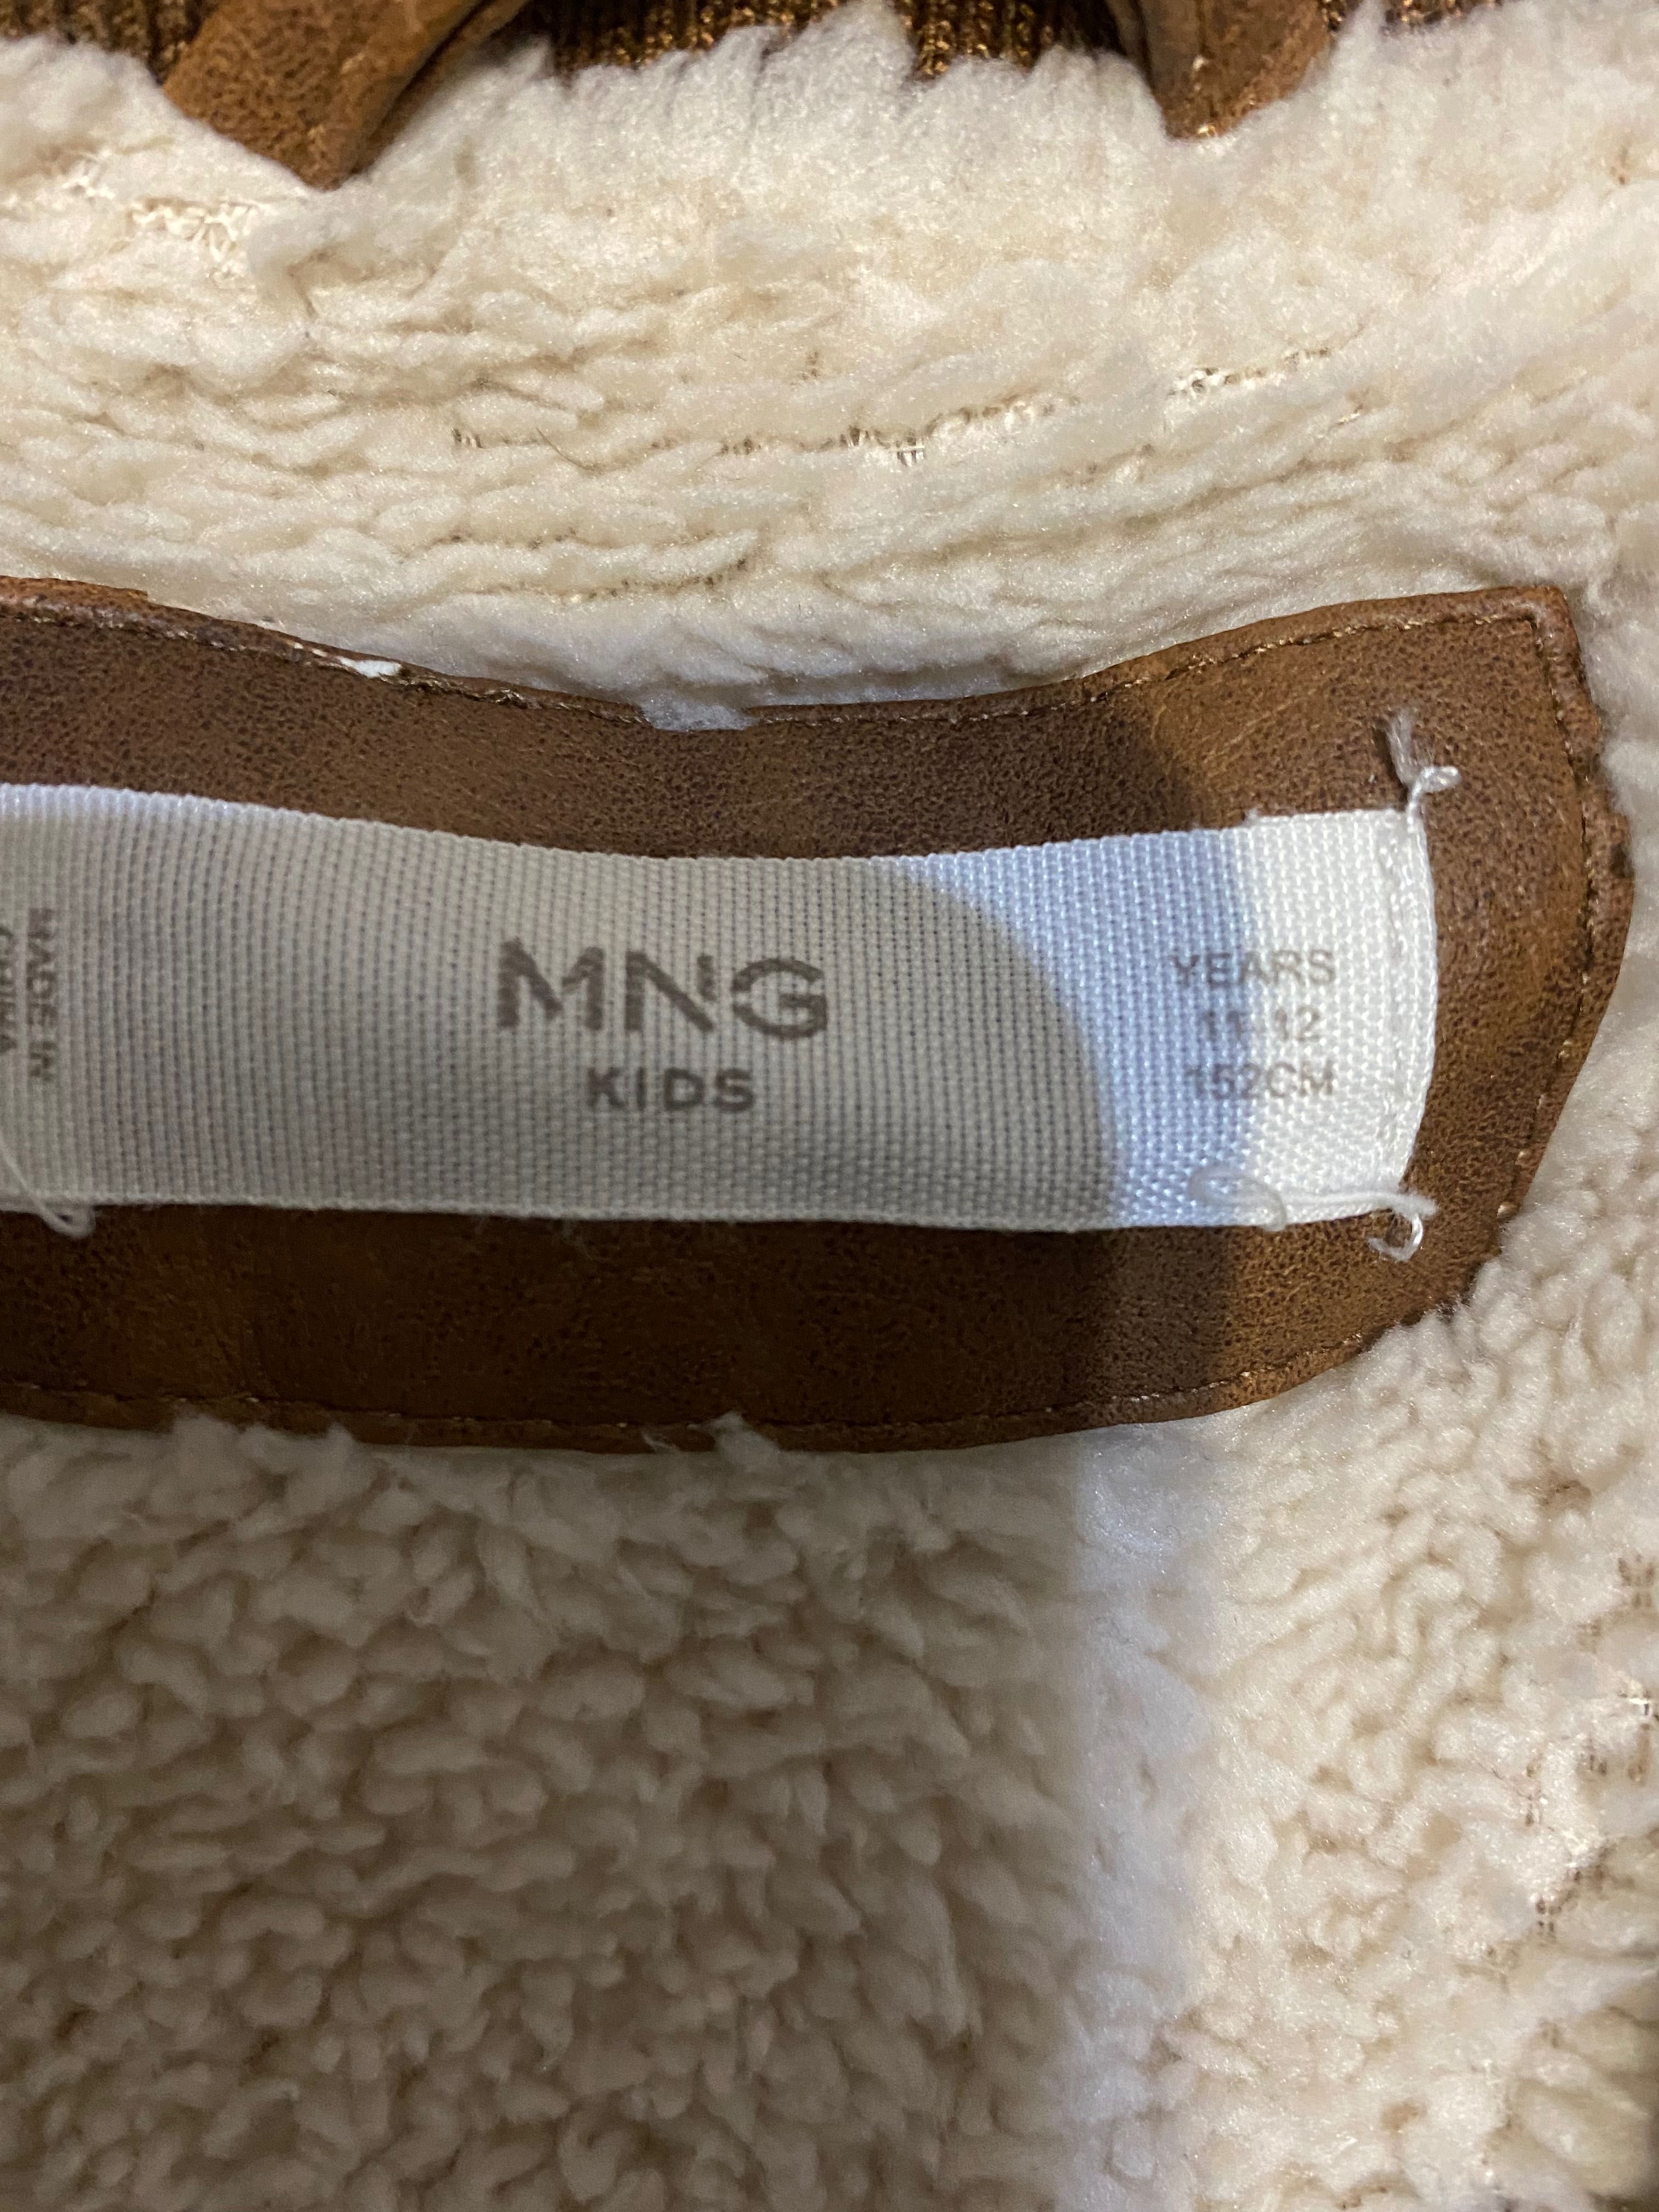 MADE IN
CHINA
MNG
KIDS
YEARS
11-12
152CM